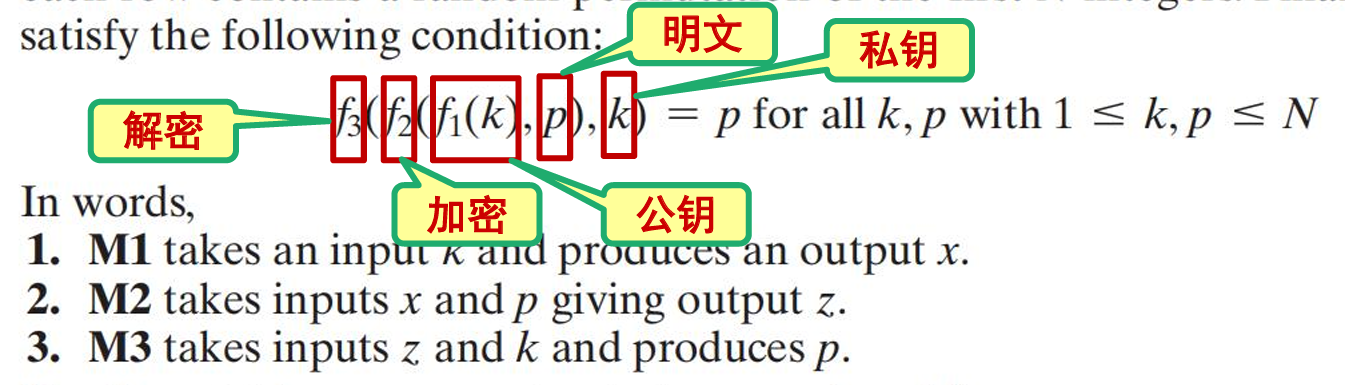 satisfy the following condition:
明文
私钥
解密
f₃(f₂(f₁(k), p), k) = p for all k, p with 1 ≤ k, p ≤ N
加密
公钥
In words,
1. M1 takes an input k and produces an output x.
2. M2 takes inputs x and p giving output z.
3. M3 takes inputs z and k and produces p.